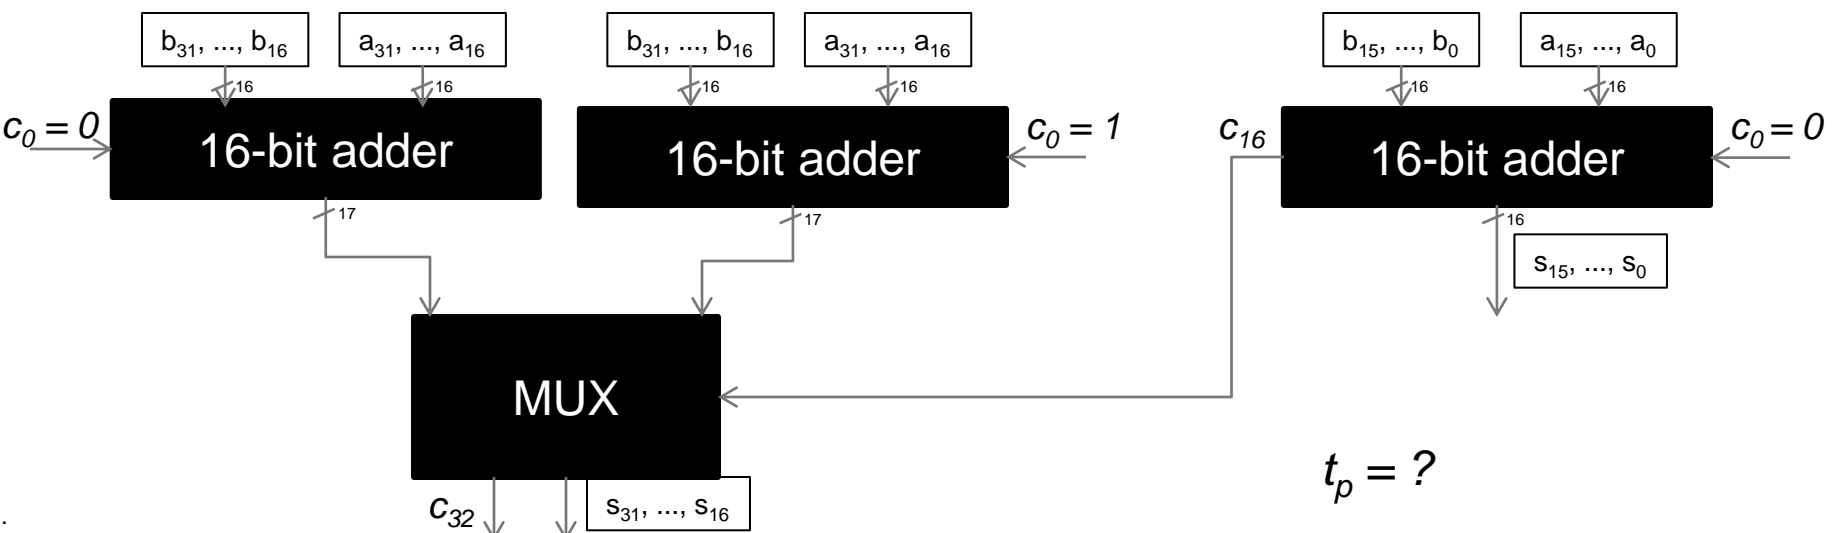 b31, ..., b16
a31, ..., a16
b31, ..., b16
a31, ..., a16
b15, ..., b0
a15, ..., a0
16
16
16
16
16
16
c0 = 0
16-bit adder
16-bit adder
c0 = 1
c16
16-bit adder
c0 = 0
17
17
16
s15, ..., s0
MUX
tp = ?
c32
s31, ..., s16
.